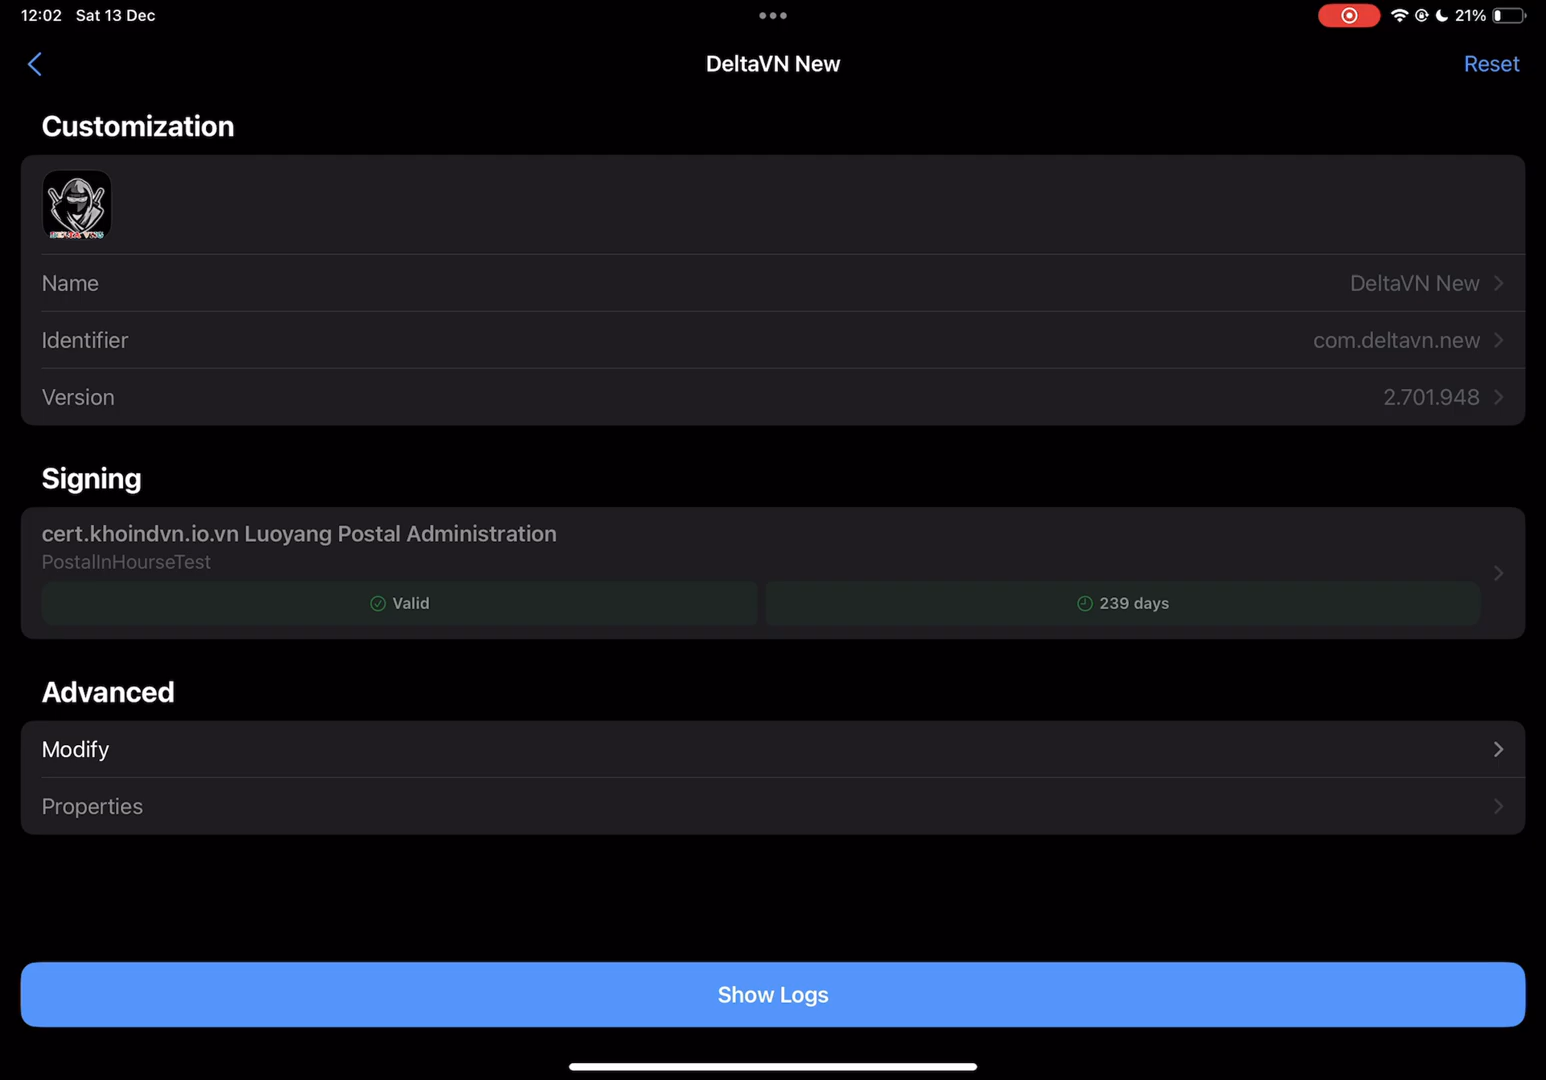 12:02 Sat 13 Dec
21%
DeltaVN New
Reset
Customization
Name
DeltaVN New
Identifier
com.deltavn.new
Version
2.701.948
Signing
cert.khoindvn.io.vn Luoyang Postal Administration
PostalInHourseTest
Valid
239 days
Advanced
Modify
Properties
Show Logs